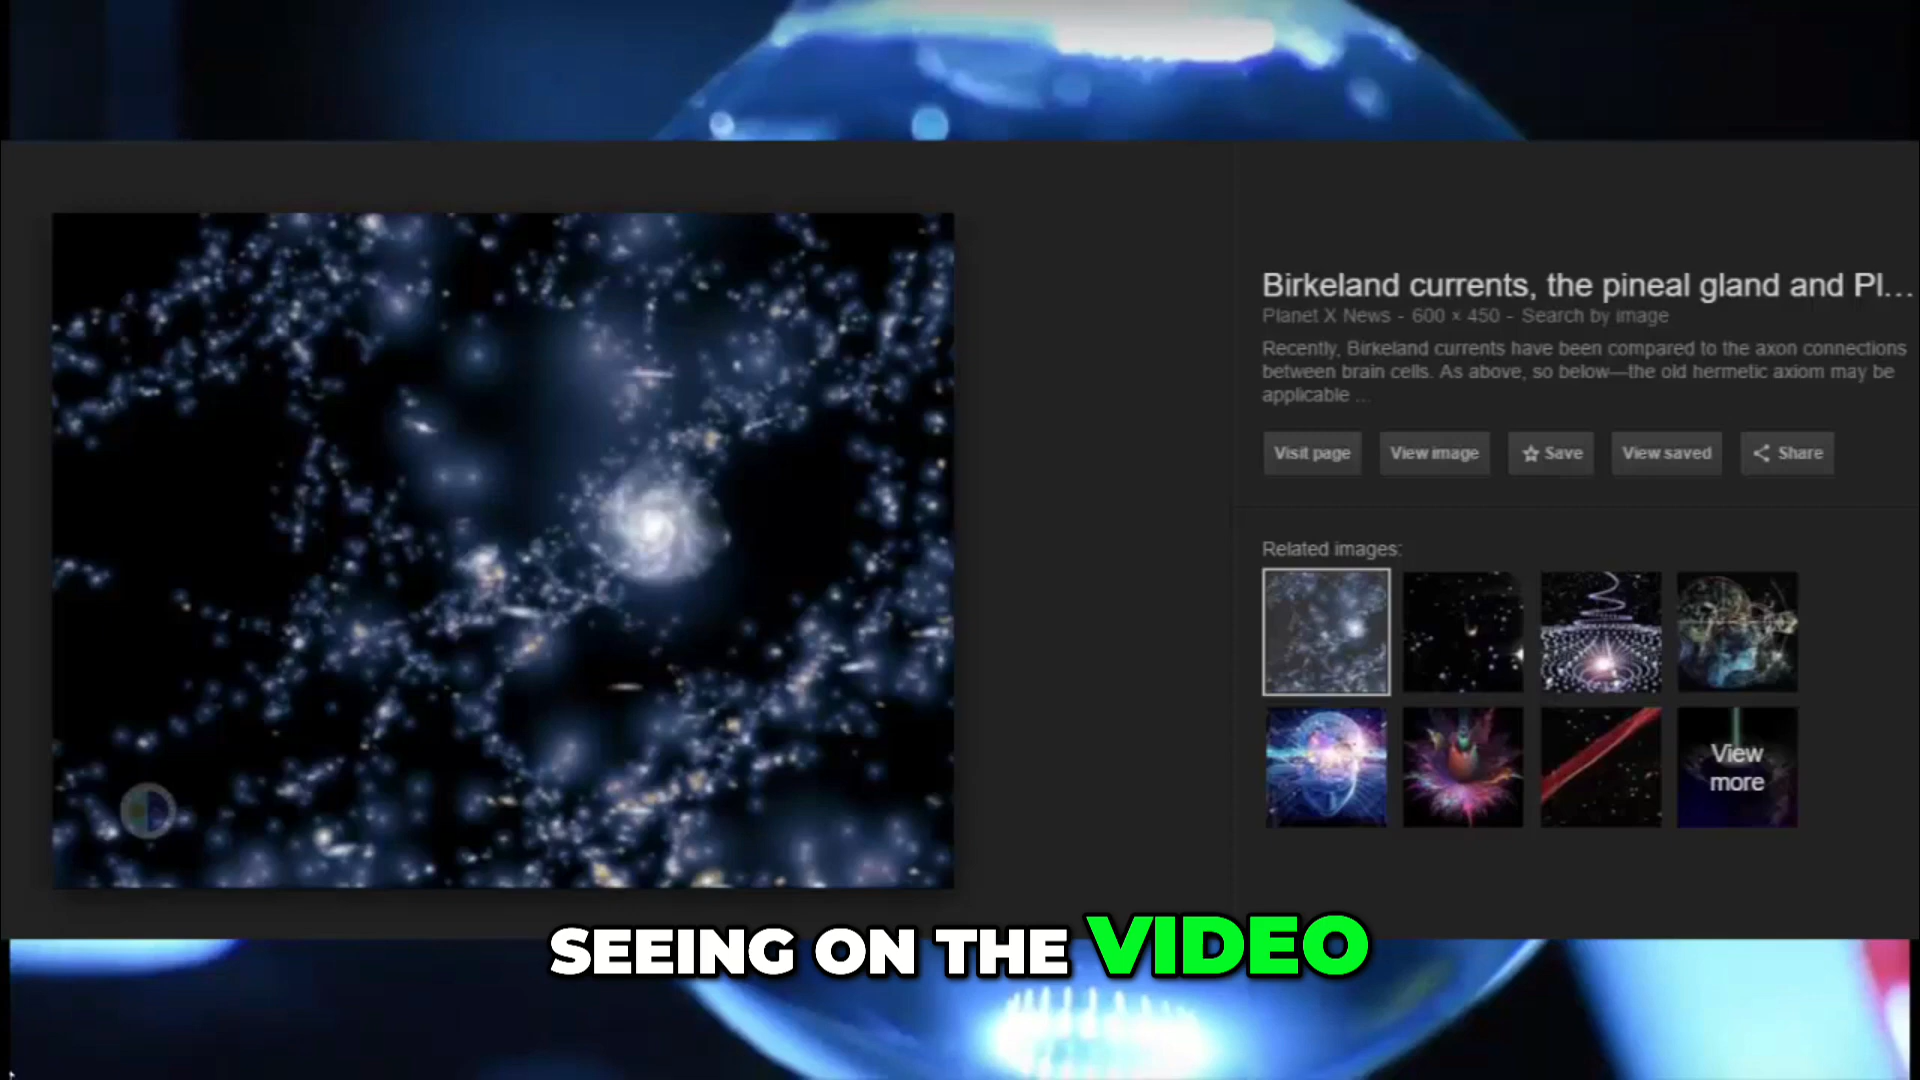 Birkeland currents, the pineal gland and Pl...
Planet X News - 600 × 450 - Search by image
Recently, Birkeland currents have been compared to the axon connections
between brain cells. As above, so below—the old hermetic axiom may be
applicable ...
Visit page
View image
Save
View saved
Share
Related images:
View
more
SEEING ON THE VIDEO